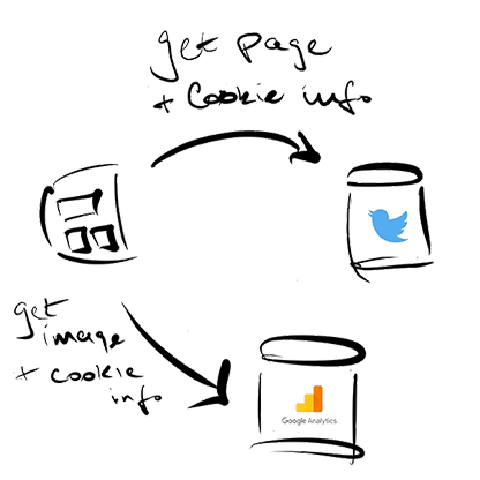 get page
+ Cookie info
get
image
+ cookie
info
Google Analytics